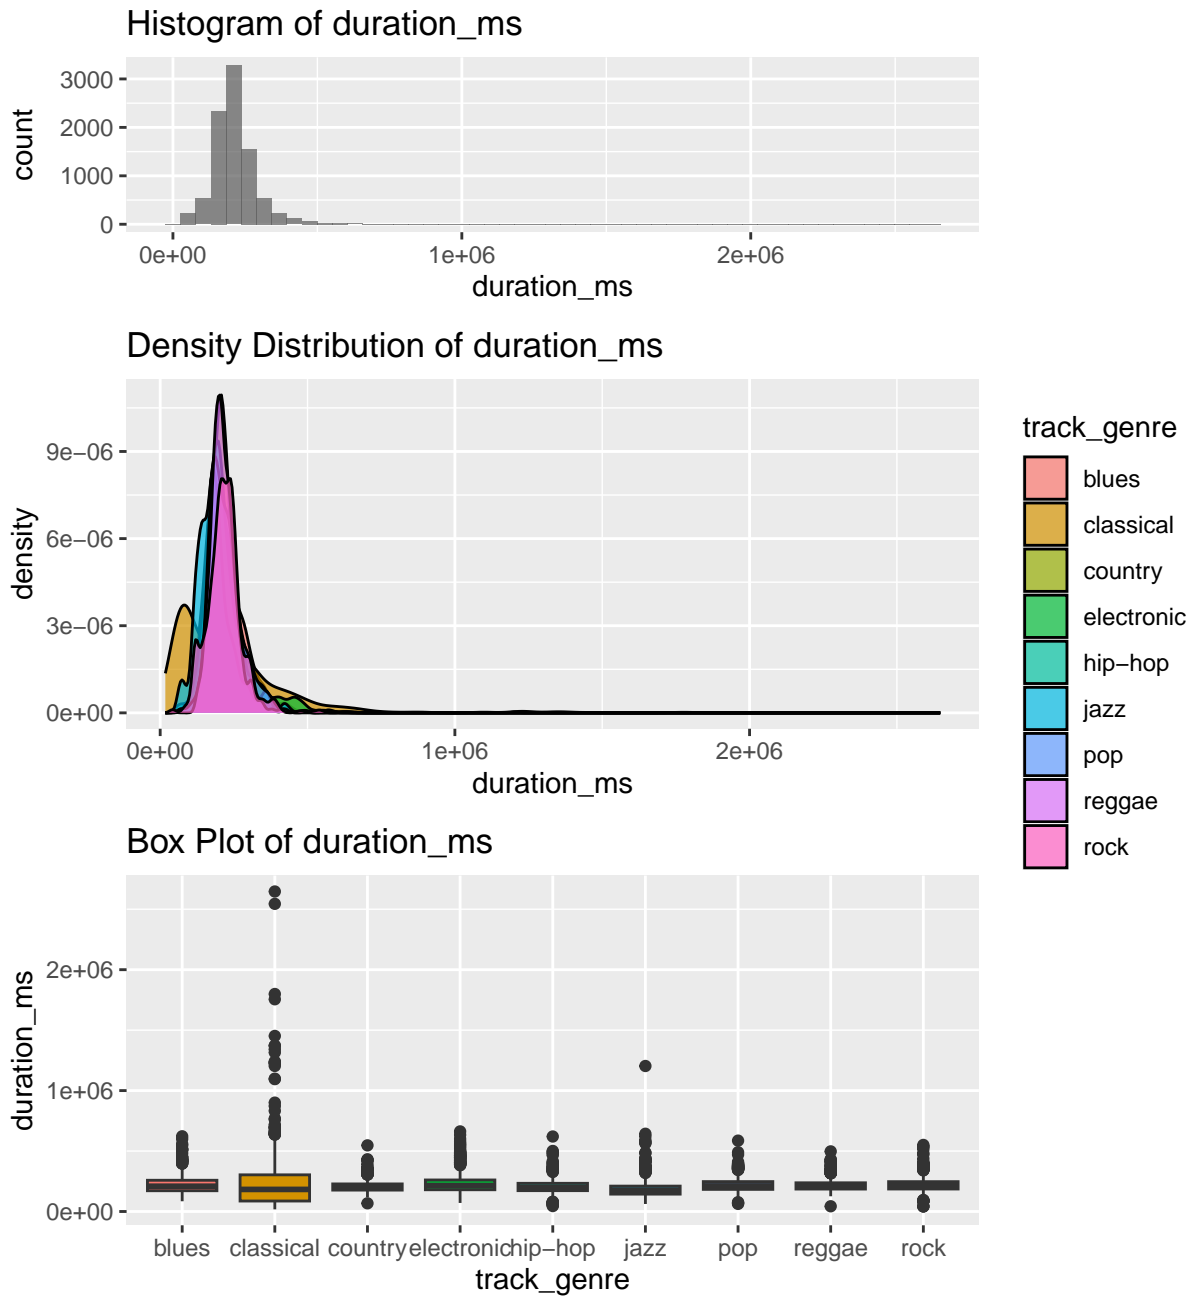 Histogram of duration_ms
3000
2000
1000
0
count
0e+00 1e+06 2e+06
duration_ms
Density Distribution of duration_ms
9e−06
6e−06
3e−06
0e+00
density
0e+00 1e+06 2e+06
duration_ms
track_genre
blues
classical
country
electronic
hip−hop
jazz
pop
reggae
rock
Box Plot of duration_ms
2e+06
1e+06
0e+00
duration_ms
blues classical country electronic hip−hop jazz pop reggae rock
track_genre